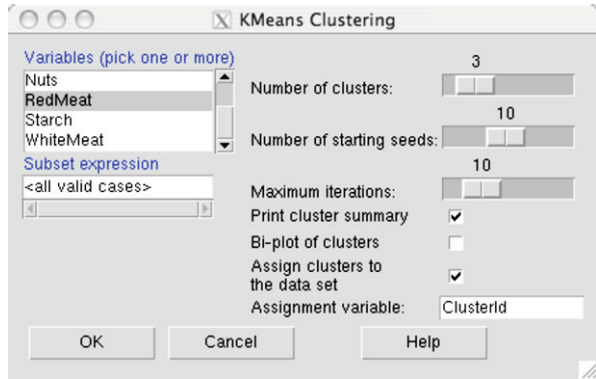 X KMeans Clustering
Variables (pick one or more)
Nuts
RedMeat
Starch
WhiteMeat
Subset expression
<all valid cases>
3
Number of clusters:
10
Number of starting seeds:
10
Maximum iterations:
Print cluster summary
Bi-plot of clusters
Assign clusters to
the data set
Assignment variable: ClusterId
OK Cancel Help